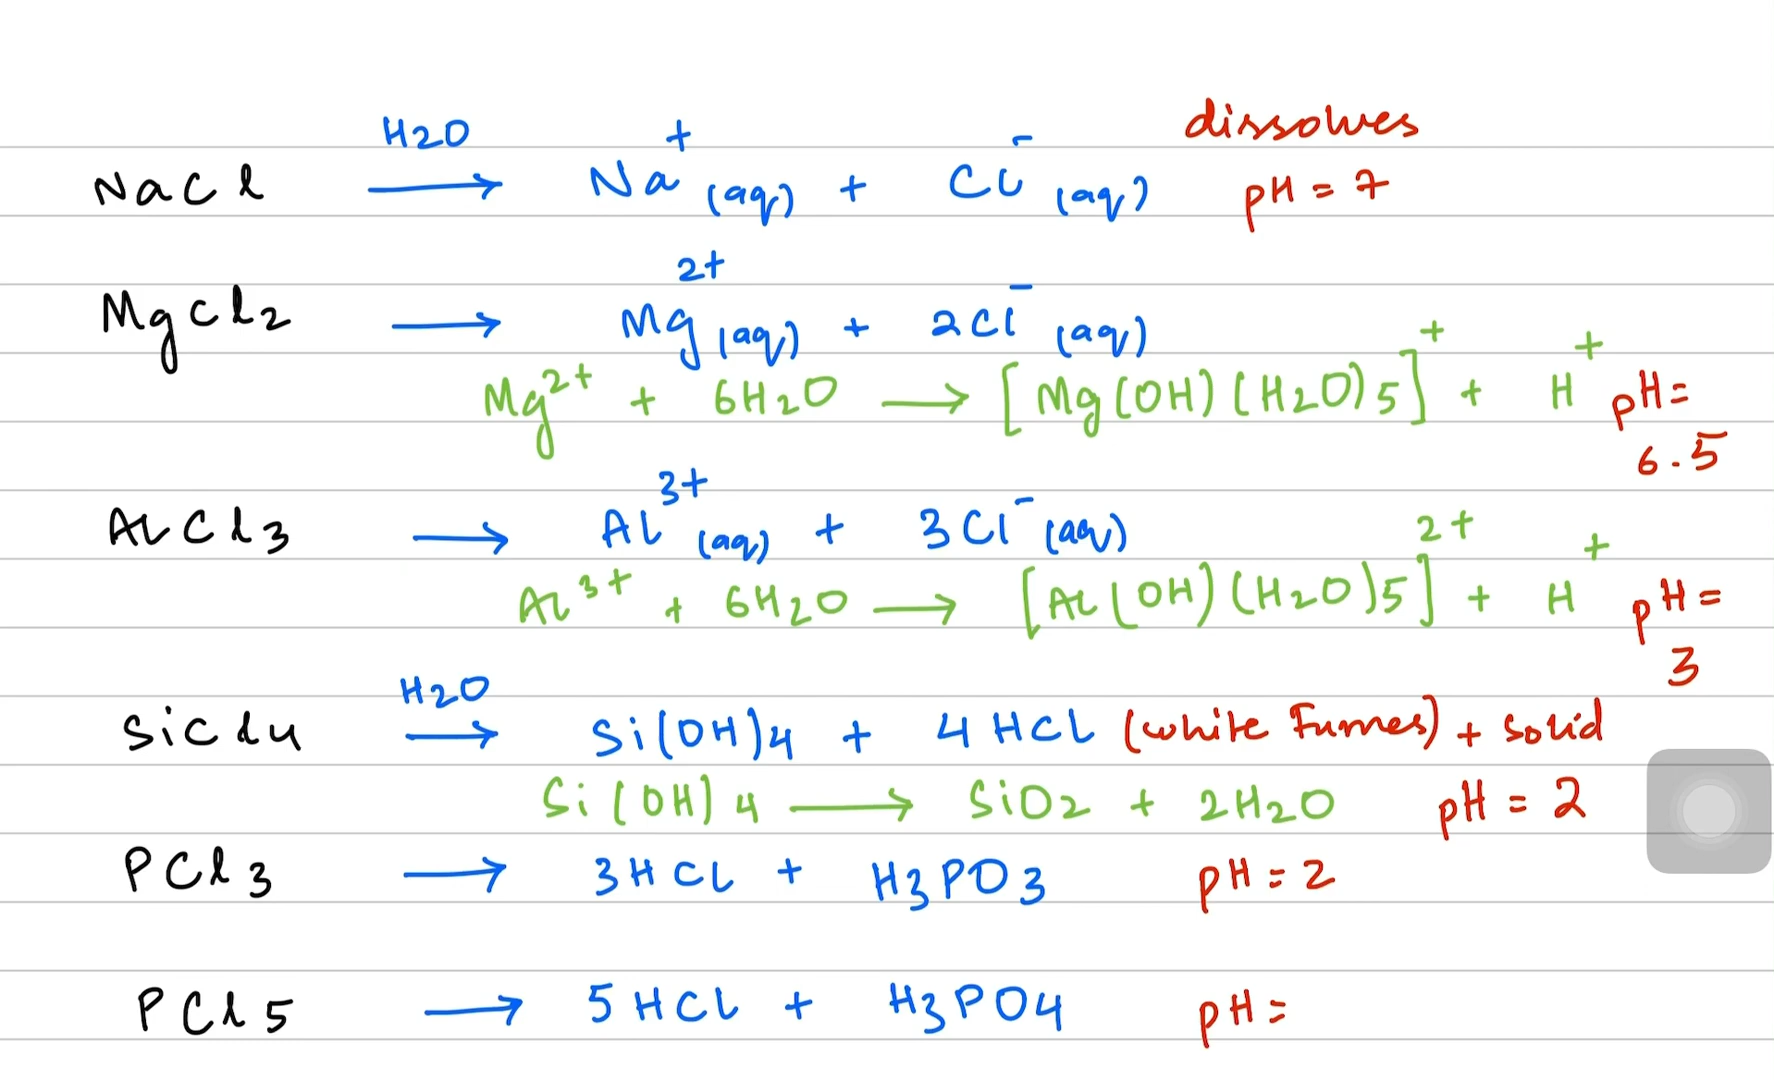 NaCl H2O⟶ Na+ (aq) + Cl- (aq) dissolves pH = 7
MgCl2 ⟶ Mg2+ (aq) + 2Cl- (aq)
Mg2+ + 6H2O ⟶ [Mg(OH)(H2O)5]+ + H+ pH = 6.5
AlCl3 ⟶ Al3+ (aq) + 3Cl- (aq)
Al3+ + 6H2O ⟶ [Al(OH)(H2O)5]2+ + H+ pH = 3
SiCl4 H2O⟶ Si(OH)4 + 4HCl (white Fumes) + Solid
Si(OH)4 ⟶ SiO2 + 2H2O pH = 2
PCl3 ⟶ 3HCl + H3PO3 pH = 2
PCl5 ⟶ 5HCl + H3PO4 pH =